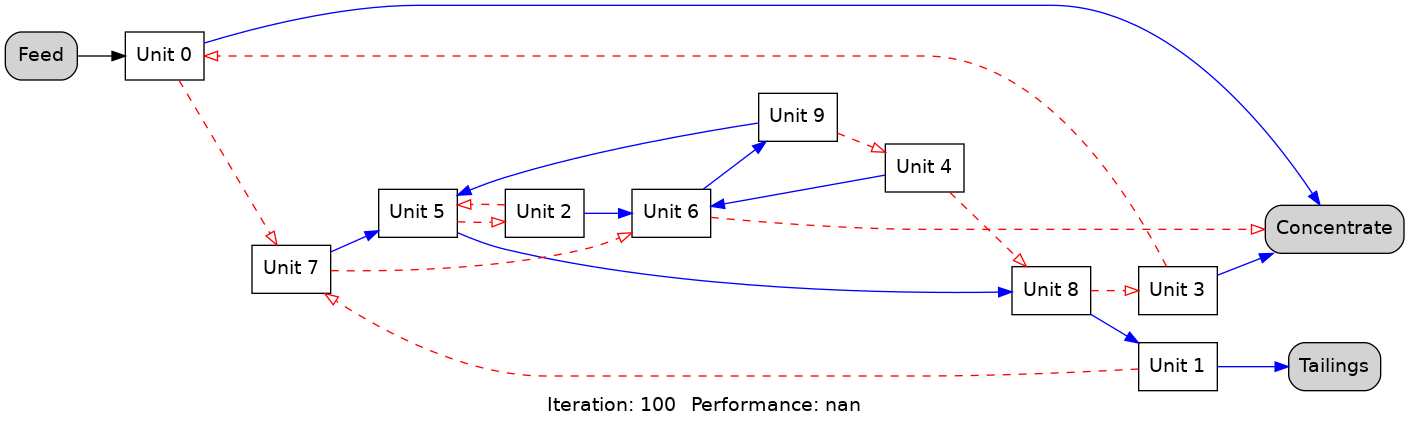 Feed
Unit 0
Unit 9
Unit 4
Unit 5
Unit 2
Unit 6
Concentrate
Unit 7
Unit 8
Unit 3
Unit 1
Tailings
Iteration: 100 Performance: nan